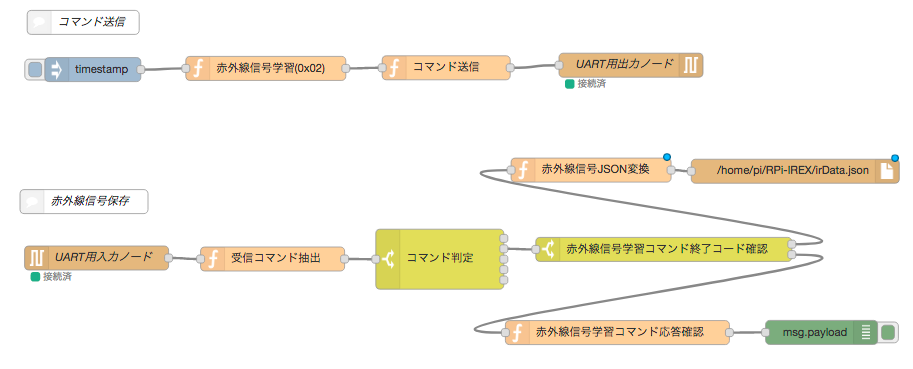 コマンド送信
timestamp
赤外線信号学習(0x02)
コマンド送信
UART用出力ノード
接続済
赤外線信号JSON変換
/home/pi/RPi-IREX/irData.json
赤外線信号保存
UART用入力ノード
接続済
受信コマンド抽出
コマンド判定
赤外線信号学習コマンド終了コード確認
赤外線信号学習コマンド応答確認
msg.payload